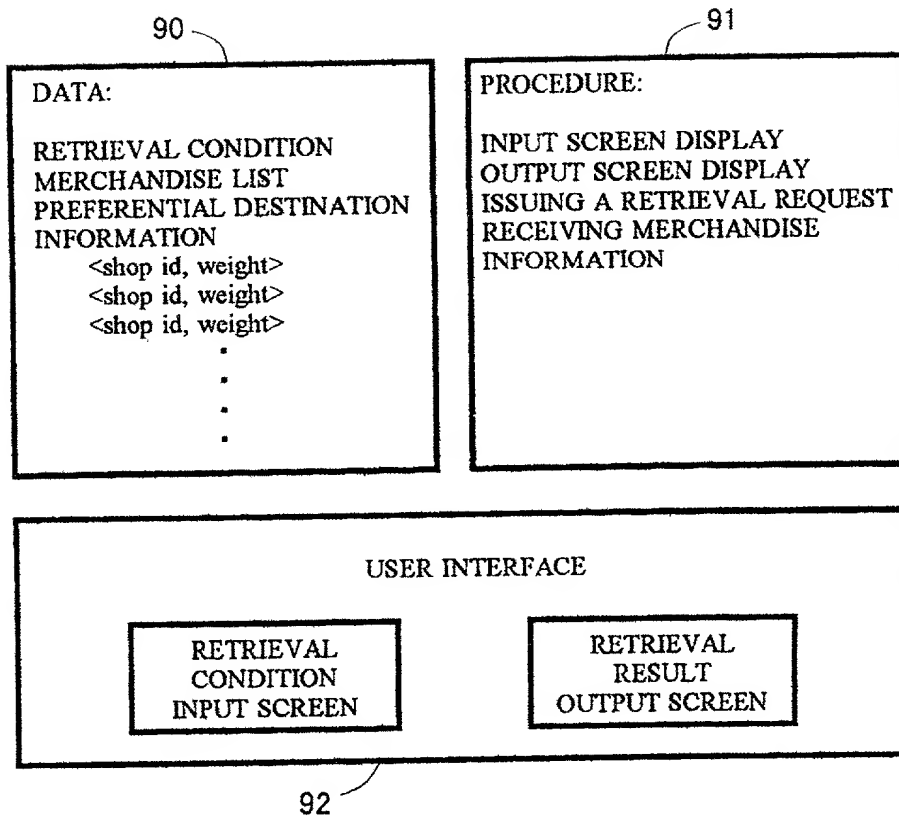 90
91
DATA:
RETRIEVAL CONDITION
MERCHANDISE LIST
PREFERENTIAL DESTINATION
INFORMATION
<shop id, weight>
<shop id, weight>
<shop id, weight>
PROCEDURE:
INPUT SCREEN DISPLAY
OUTPUT SCREEN DISPLAY
ISSUING A RETRIEVAL REQUEST
RECEIVING MERCHANDISE
INFORMATION
USER INTERFACE
RETRIEVAL
CONDITION
INPUT SCREEN
RETRIEVAL
RESULT
OUTPUT SCREEN
92